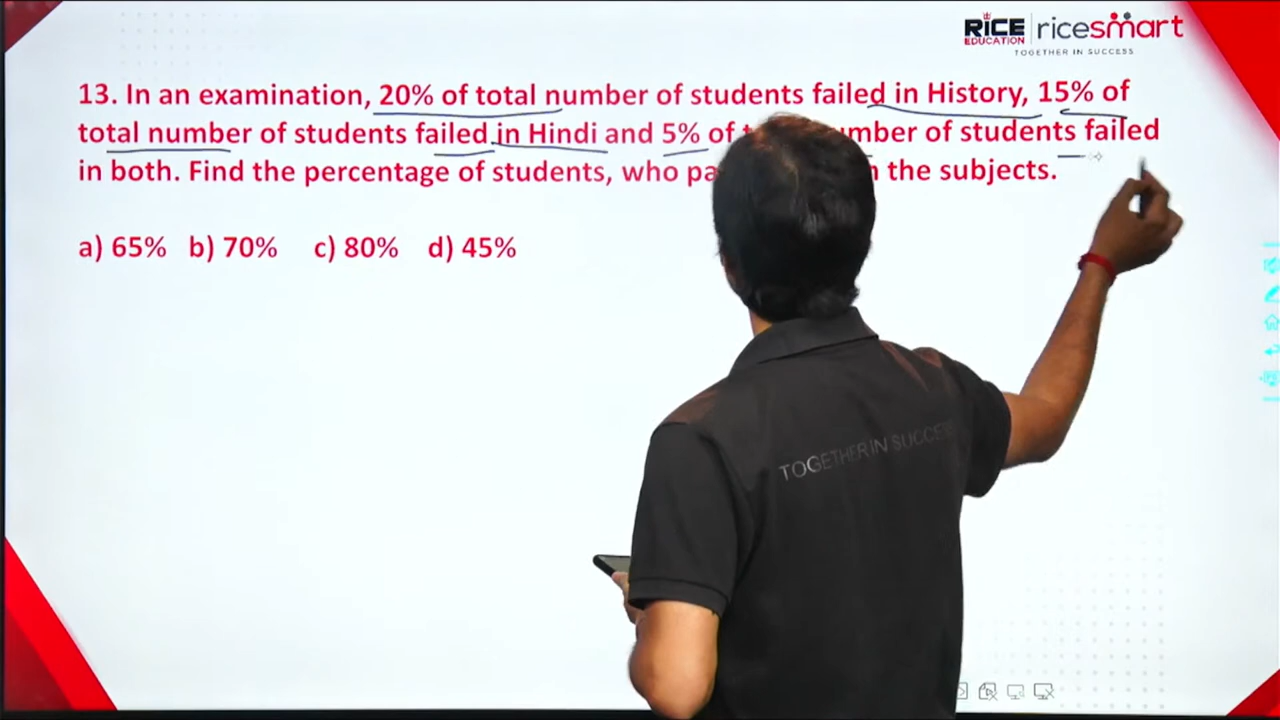 RICE EDUCATION ricesmart
TOGETHER IN SUCCESS
13. In an examination, 20% of total number of students failed in History, 15% of
total number of students failed in Hindi and 5% of number of students failed
in both. Find the percentage of students, who the subjects.
a) 65% b) 70% c) 80% d) 45%
TOGETHER IN SUCCESS